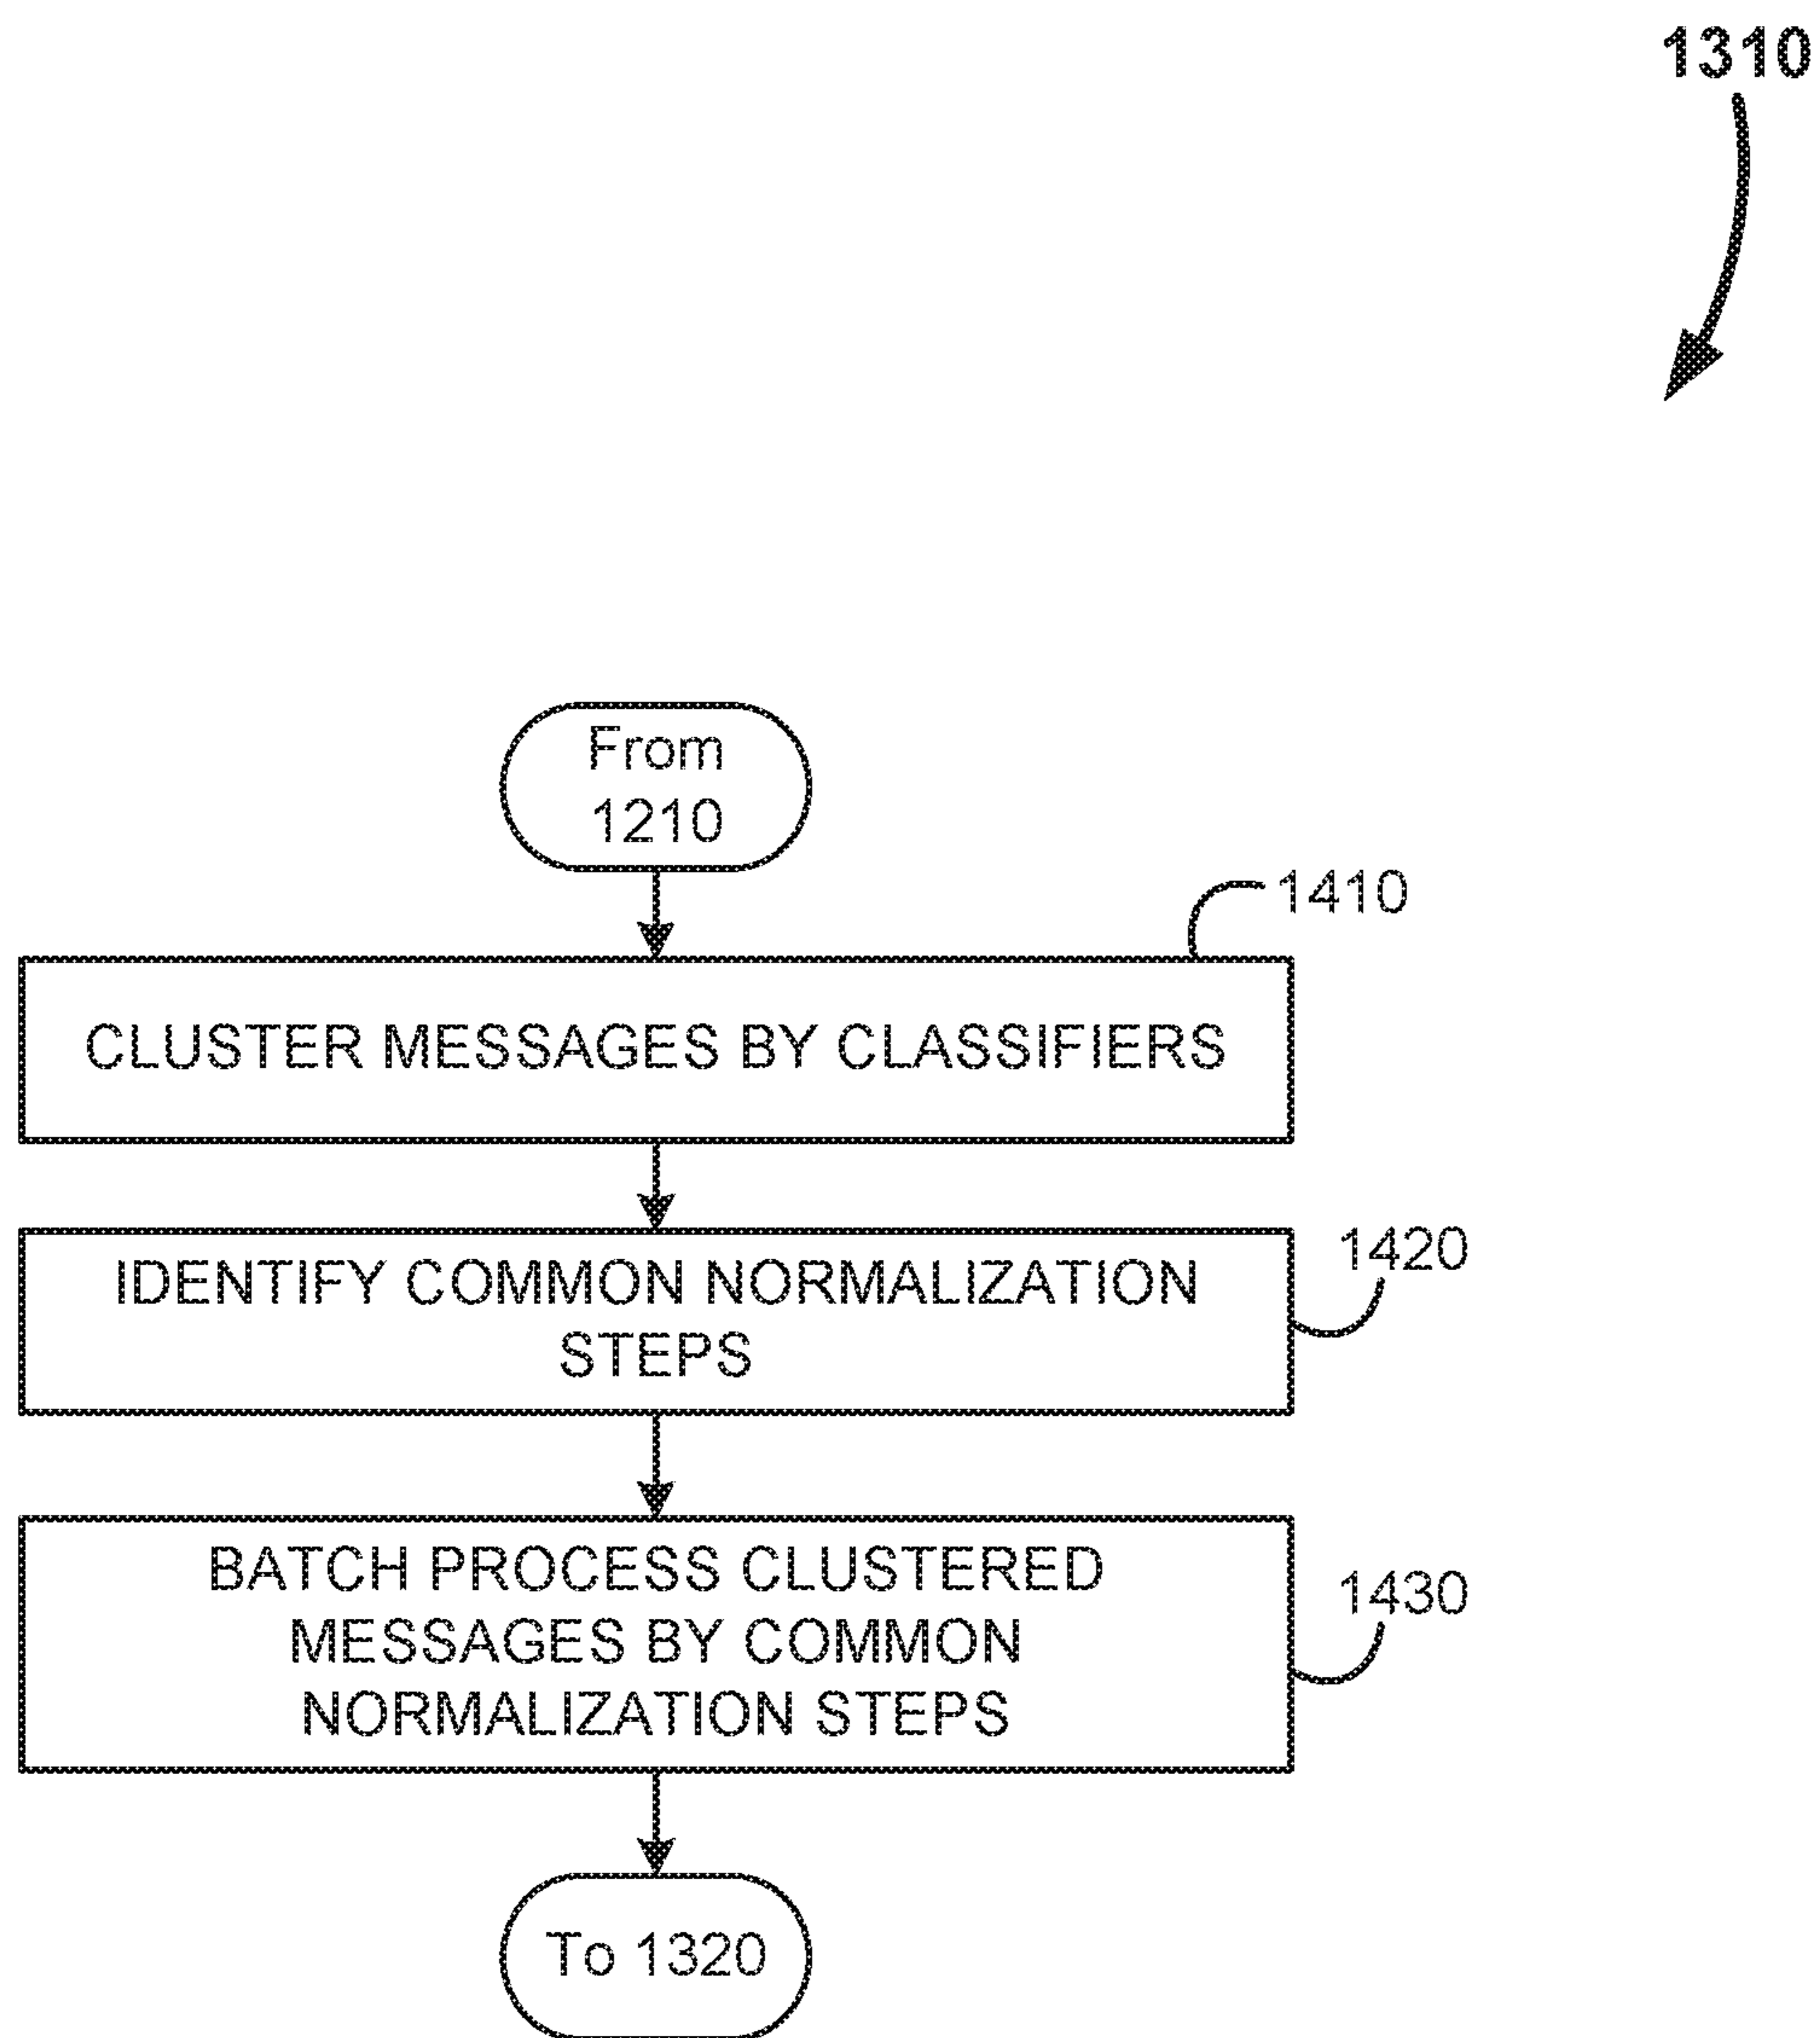 1310
From
1210
1410
CLUSTER MESSAGES BY CLASSIFIERS
1420
IDENTIFY COMMON NORMALIZATION
STEPS
1430
BATCH PROCESS CLUSTERED
MESSAGES BY COMMON
NORMALIZATION STEPS
To 1320